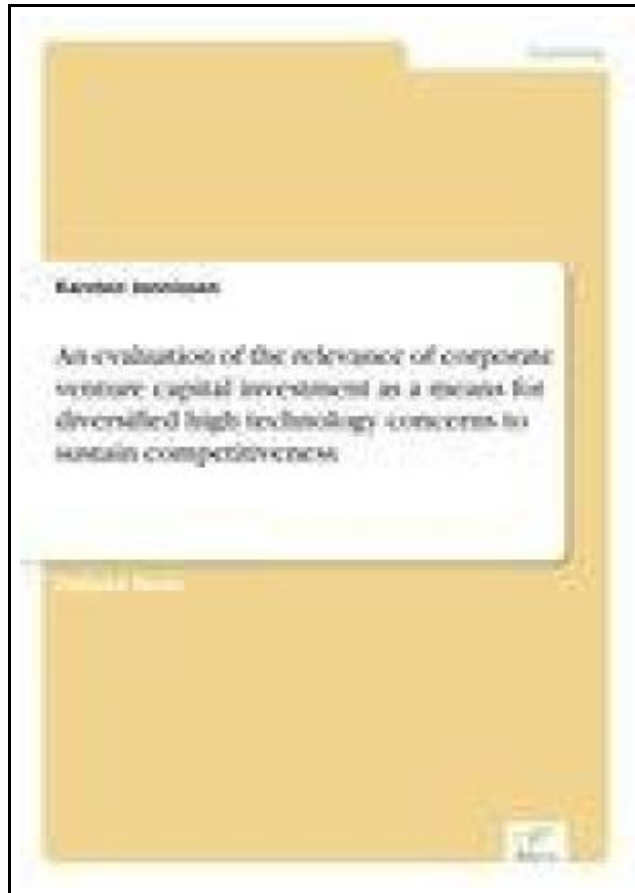 Karsten
An evaluation of the relevance of corporate
venture capital investment as a means for
diversified high technology concerns to
sustain competitiveness